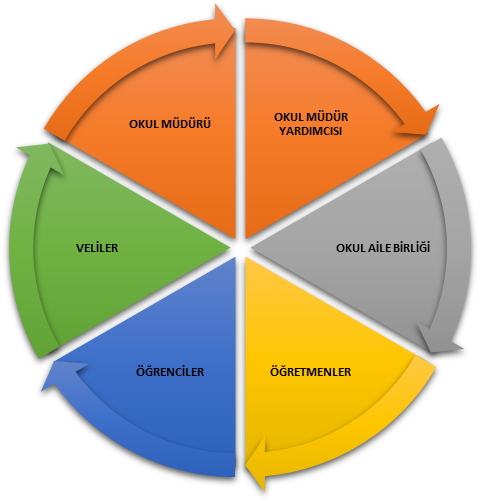 OKUL MÜDÜRÜ
OKUL MÜDÜR
YARDIMCISI
VELİLER
OKUL AİLE BİRLİĞİ
ÖĞRENCİLER
ÖĞRETMENLER